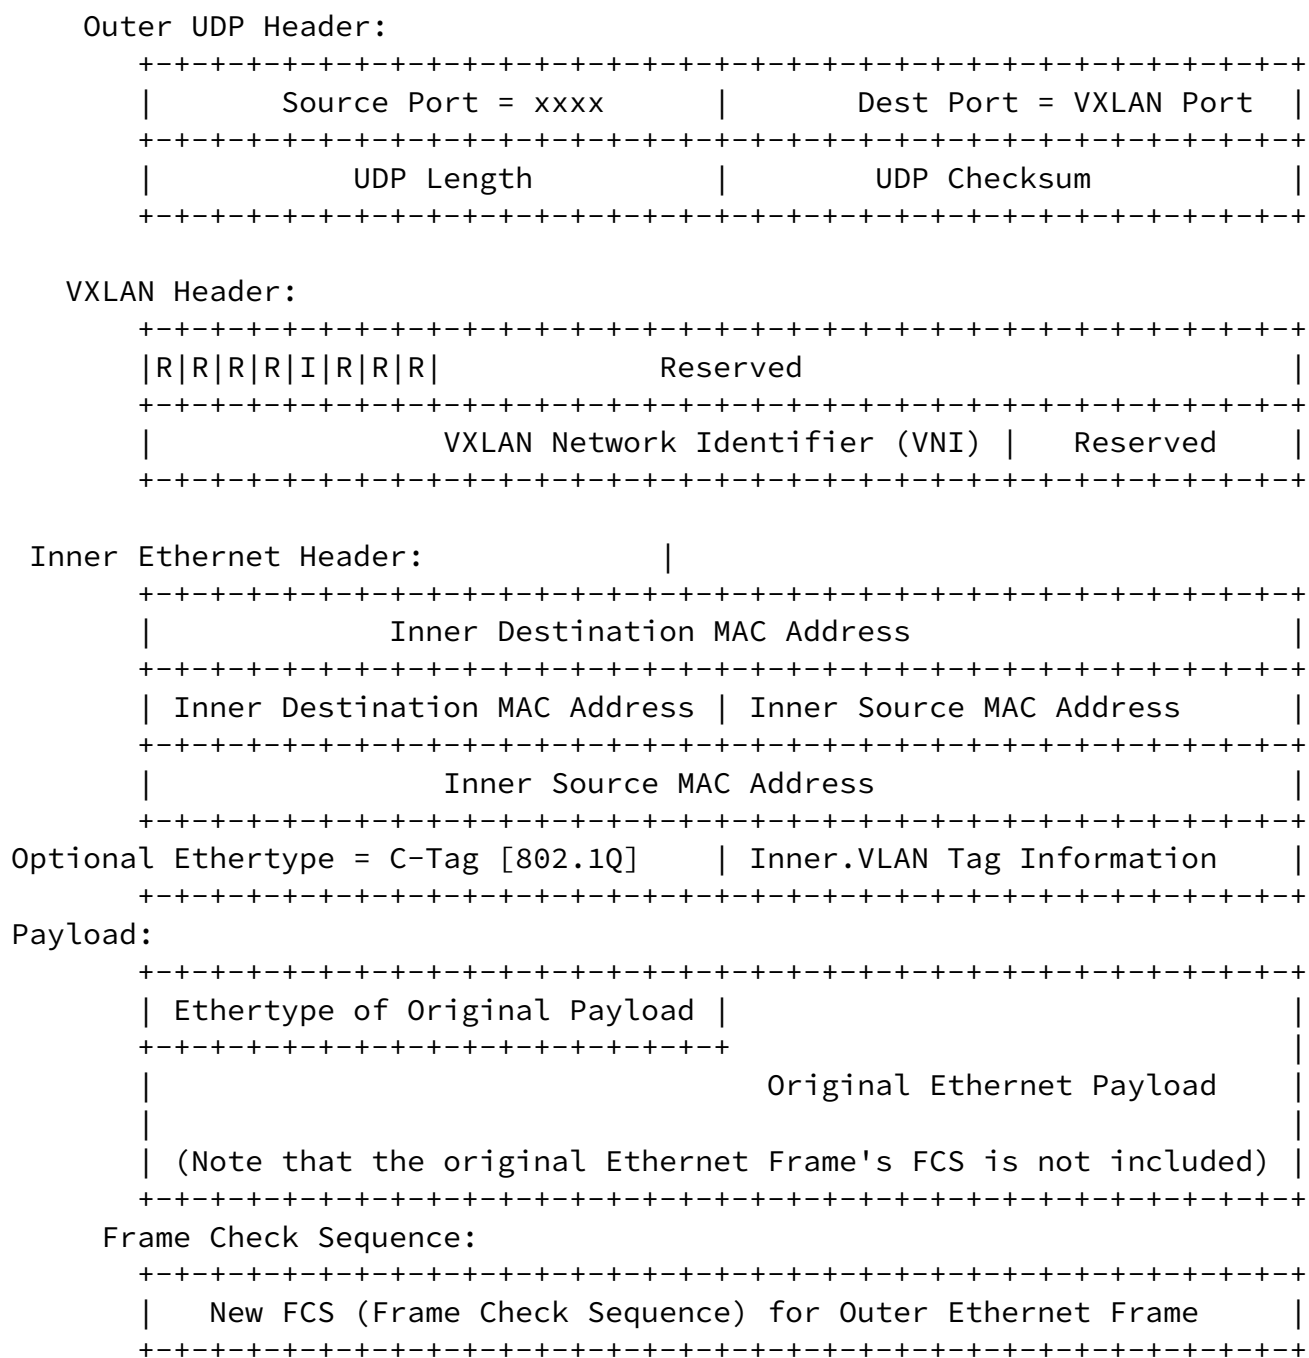 Outer UDP Header:
+-+-+-+-+-+-+-+-+-+-+-+-+-+-+-+-+-+-+-+-+-+-+-+-+-+-+-+-+-+-+-+-+
|       Source Port = xxxx      |       Dest Port = VXLAN Port  |
+-+-+-+-+-+-+-+-+-+-+-+-+-+-+-+-+-+-+-+-+-+-+-+-+-+-+-+-+-+-+-+-+
|           UDP Length          |        UDP Checksum           |
+-+-+-+-+-+-+-+-+-+-+-+-+-+-+-+-+-+-+-+-+-+-+-+-+-+-+-+-+-+-+-+-+
VXLAN Header:
+-+-+-+-+-+-+-+-+-+-+-+-+-+-+-+-+-+-+-+-+-+-+-+-+-+-+-+-+-+-+-+-+
|R|R|R|R|I|R|R|R|            Reserved                           |
+-+-+-+-+-+-+-+-+-+-+-+-+-+-+-+-+-+-+-+-+-+-+-+-+-+-+-+-+-+-+-+-+
|                VXLAN Network Identifier (VNI) |   Reserved    |
+-+-+-+-+-+-+-+-+-+-+-+-+-+-+-+-+-+-+-+-+-+-+-+-+-+-+-+-+-+-+-+-+
Inner Ethernet Header:             |
+-+-+-+-+-+-+-+-+-+-+-+-+-+-+-+-+-+-+-+-+-+-+-+-+-+-+-+-+-+-+-+-+
|             Inner Destination MAC Address                     |
+-+-+-+-+-+-+-+-+-+-+-+-+-+-+-+-+-+-+-+-+-+-+-+-+-+-+-+-+-+-+-+-+
| Inner Destination MAC Address | Inner Source MAC Address      |
+-+-+-+-+-+-+-+-+-+-+-+-+-+-+-+-+-+-+-+-+-+-+-+-+-+-+-+-+-+-+-+-+
|                Inner Source MAC Address                       |
+-+-+-+-+-+-+-+-+-+-+-+-+-+-+-+-+-+-+-+-+-+-+-+-+-+-+-+-+-+-+-+-+
Optional Ethertype = C-Tag [802.1Q]    | Inner.VLAN Tag Information    |
+-+-+-+-+-+-+-+-+-+-+-+-+-+-+-+-+-+-+-+-+-+-+-+-+-+-+-+-+-+-+-+-+
Payload:
+-+-+-+-+-+-+-+-+-+-+-+-+-+-+-+-+-+-+-+-+-+-+-+-+-+-+-+-+-+-+-+-+
| Ethertype of Original Payload |                               |
+-+-+-+-+-+-+-+-+-+-+-+-+-+-+-+-+                               |
|                                  Original Ethernet Payload    |
|                                                               |
| (Note that the original Ethernet Frame's FCS is not included) |
+-+-+-+-+-+-+-+-+-+-+-+-+-+-+-+-+-+-+-+-+-+-+-+-+-+-+-+-+-+-+-+-+
Frame Check Sequence:
+-+-+-+-+-+-+-+-+-+-+-+-+-+-+-+-+-+-+-+-+-+-+-+-+-+-+-+-+-+-+-+-+
|   New FCS (Frame Check Sequence) for Outer Ethernet Frame     |
+-+-+-+-+-+-+-+-+-+-+-+-+-+-+-+-+-+-+-+-+-+-+-+-+-+-+-+-+-+-+-+-+